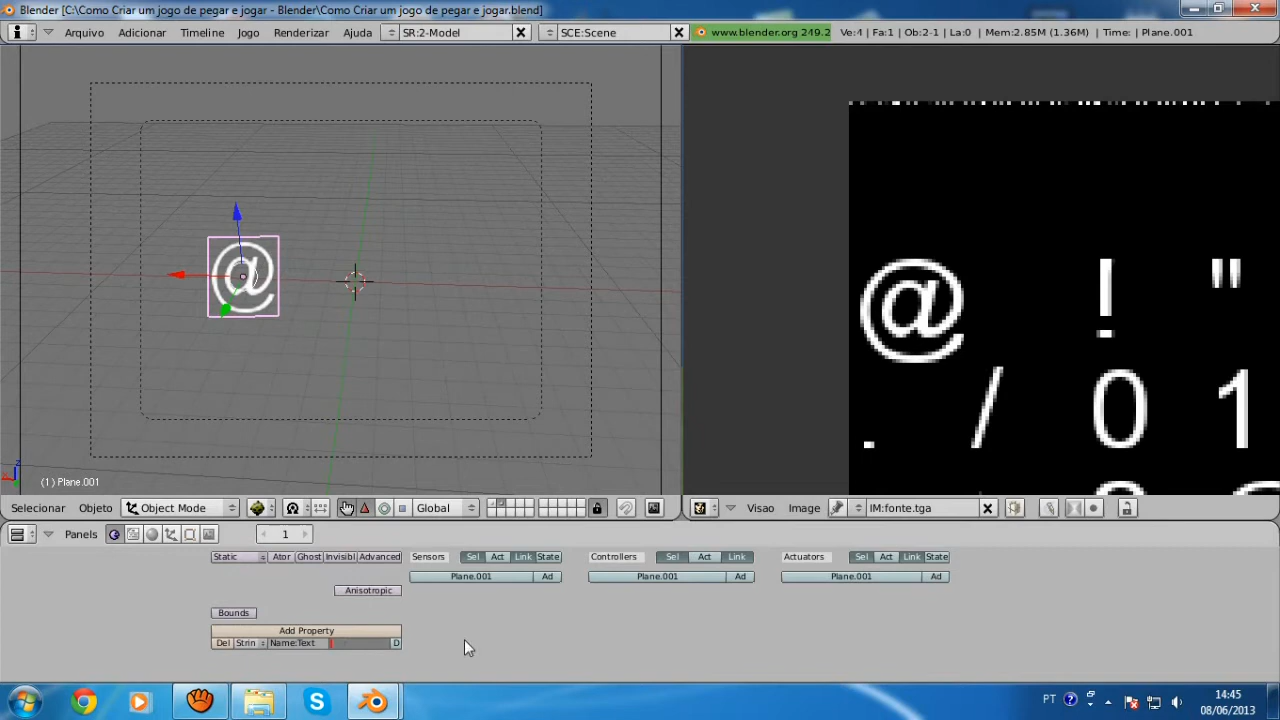 Blender [C:\Como Criar um jogo de pegar e jogar - Blender\Como Criar um jogo de pegar e jogar.blend]
Arquivo Adicionar Timeline Jogo Renderizar Ajuda SR:2-Model SCE:Scene www.blender.org 249.2 Ve:4 | Fa:1 | Ob:2-1 | La:0 | Mem:2.85M (1.36M) | Time: | Plane.001
@
@ ! "
. / 0 1
z
x
(1) Plane.001
Selecionar Objeto Object Mode Global Visao Image IM:fonte.tga
Panels 1
Static Ator Ghost Invisibl Advanced Sensors Sel Act Link State Controllers Sel Act Link Actuators Sel Act Link State
Plane.001 Ad Plane.001 Ad Plane.001 Ad
Anisotropic
Bounds
Add Property
Del Strin Name:Text D
PT 14:45
08/06/2013